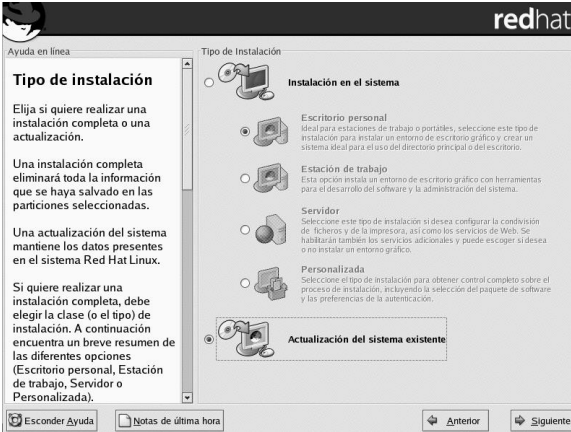 redhat
Ayuda en línea
Tipo de instalación
Elija si quiere realizar una
instalación completa o una
actualización.
Una instalación completa
eliminará toda la información
que se haya salvado en las
particiones seleccionadas.
Una actualización del sistema
mantiene los datos presentes
en el sistema Red Hat Linux.
Si quiere realizar una
instalación completa, debe
elegir la clase (o el tipo) de
instalación. A continuación
encuentra un breve resumen de
las diferentes opciones
(Escritorio personal, Estación
de trabajo, Servidor o
Personalizada).
Tipo de Instalación
Instalación en el sistema
Escritorio personal
Ideal para estaciones de trabajo o portátiles, seleccione este tipo de
instalación para instalar un entorno de escritorio gráfico y crear un
sistema ideal para el uso del directorio principal o del escritorio.
Estación de trabajo
Esta opción instala un entorno de escritorio gráfico con herramientas
para el desarrollo del software y la administración del sistema.
Servidor
Seleccione este tipo de instalación si desea configurar la condivisión
de ficheros y de la impresora, así como los servicios de Web. Se
habilitarán también los servicios adicionales y puede escoger si desea
o no instalar un entorno gráfico.
Personalizada
Seleccione el tipo de instalación para obtener control completo sobre el
proceso de instalación, incluyendo la selección del paquete de software
y las preferencias de la autenticación.
Actualización del sistema existente
Esconder Ayuda
Notas de última hora
Anterior
Siguiente